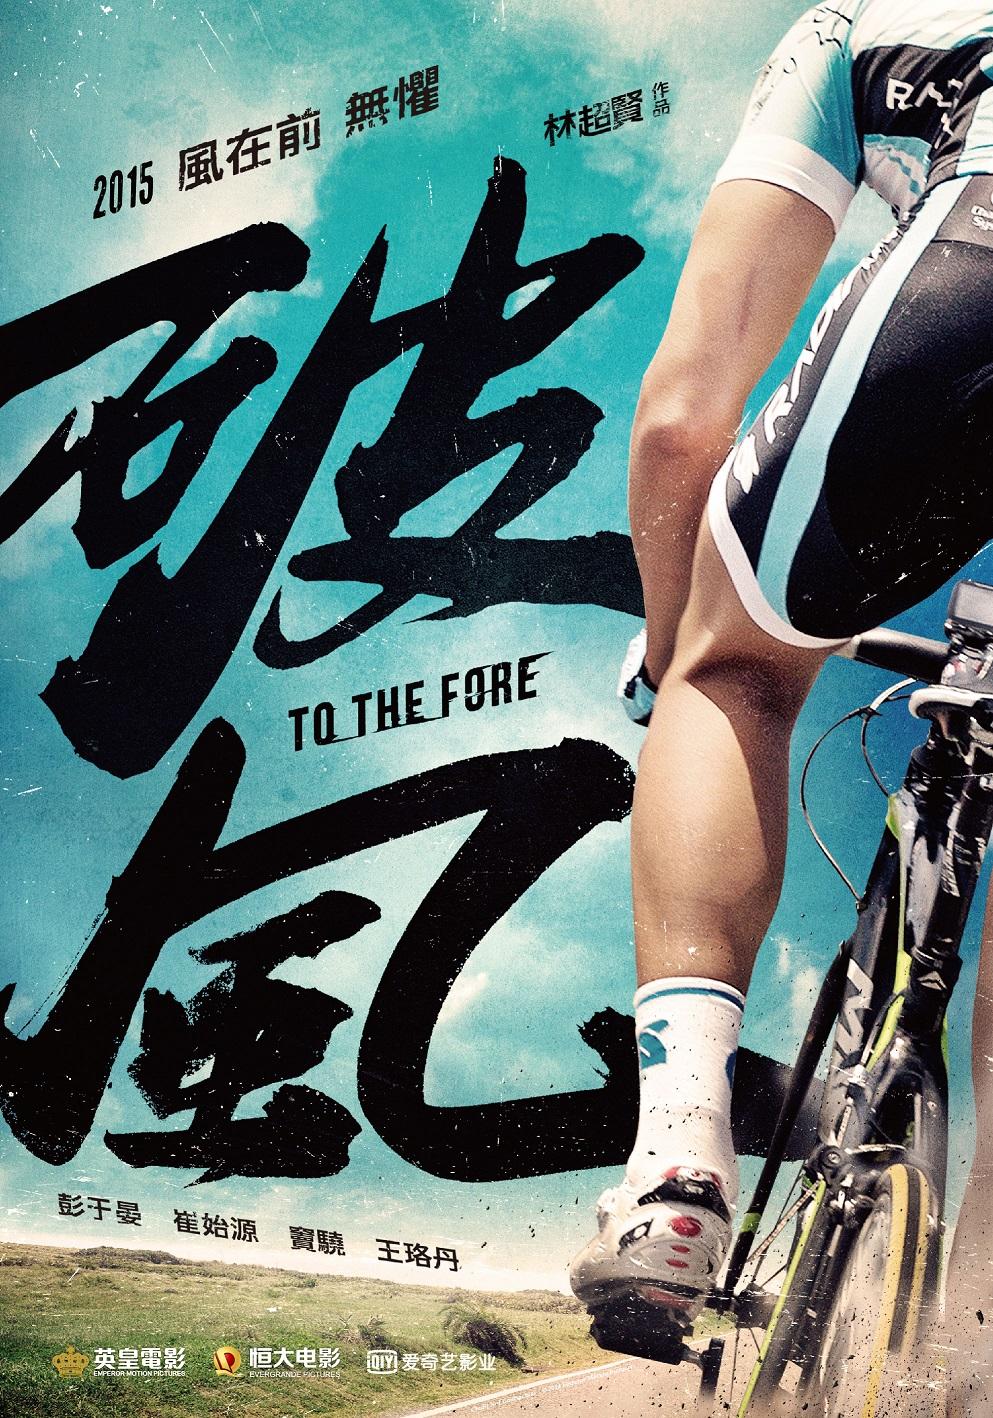 2015 風在前 無懼
林超賢 作品
破風
TO THE FORE
彭于晏 崔始源 竇驍 王珞丹
英皇電影
EMPEROR MOTION PICTURES
恒大电影
EVERGRANDE PICTURES
iQIYI 爱奇艺影业